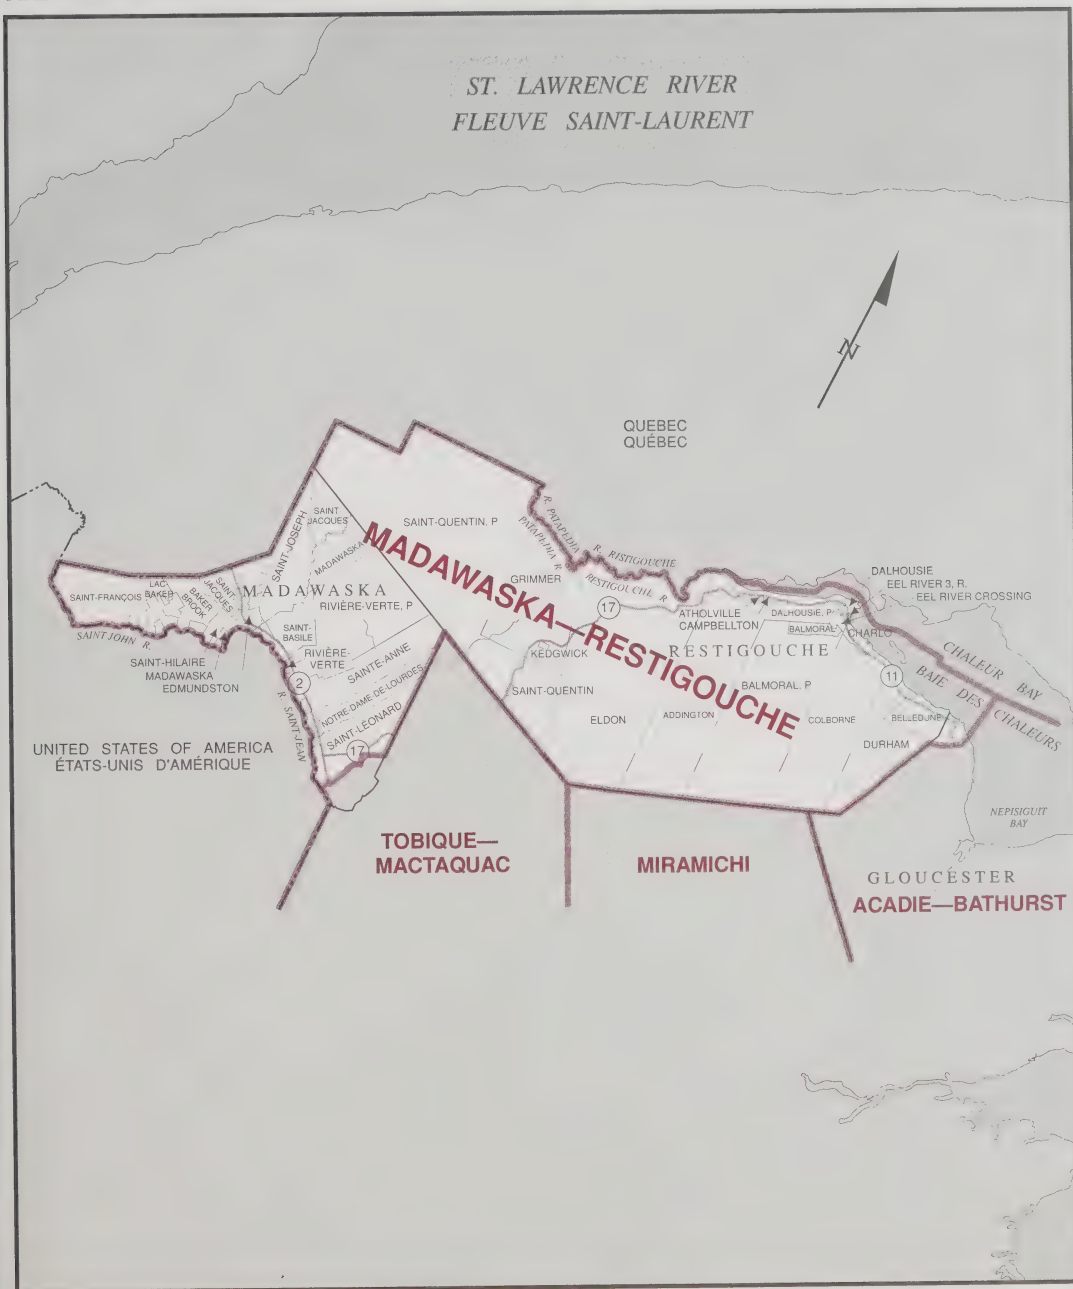 ST. LAWRENCE RIVER
FLEUVE SAINT-LAURENT
N
QUEBEC
QUÉBEC
MADAWASKA—RESTIGOUCHE
SAINT-JOSEPH
SAINT
JACQUES
MADAWASKA
SAINT-QUENTIN, P
R. PATAPÉDIA
PATAPEDIA R.
R. RISTIGOUCHE
RESTIGOUCHE R.
GRIMMER
17
KEDGWICK
SAINT-QUENTIN
ATHOLVILLE
CAMPBELLTON
DALHOUSIE, P.
BALMORAL
CHARLO
DALHOUSIE
EEL RIVER 3, R.
EEL RIVER CROSSING
RESTIGOUCHE
BALMORAL, P
ELDON
ADDINGTON
COLBORNE
BELLEDUNE
DURHAM
11
CHALEUR BAY
BAIE DES CHALEURS
SAINT-FRANÇOIS
LAC
BAKER
BAKER
BROOK
SAINT
JACQUES
MADAWASKA
RIVIÈRE-VERTE, P
SAINT-
BASILE
RIVIÈRE-
VERTE
SAINTE-ANNE
NOTRE-DAME-DE-LOURDES
SAINT-LÉONARD
17
2
SAINT JOHN R.
R. SAINT-JEAN
SAINT-HILAIRE
MADAWASKA
EDMUNDSTON
UNITED STATES OF AMERICA
ÉTATS-UNIS D'AMÉRIQUE
TOBIQUE—
MACTAQUAC
MIRAMICHI
NEPISIGUIT
BAY
GLOUCESTER
ACADIE—BATHURST